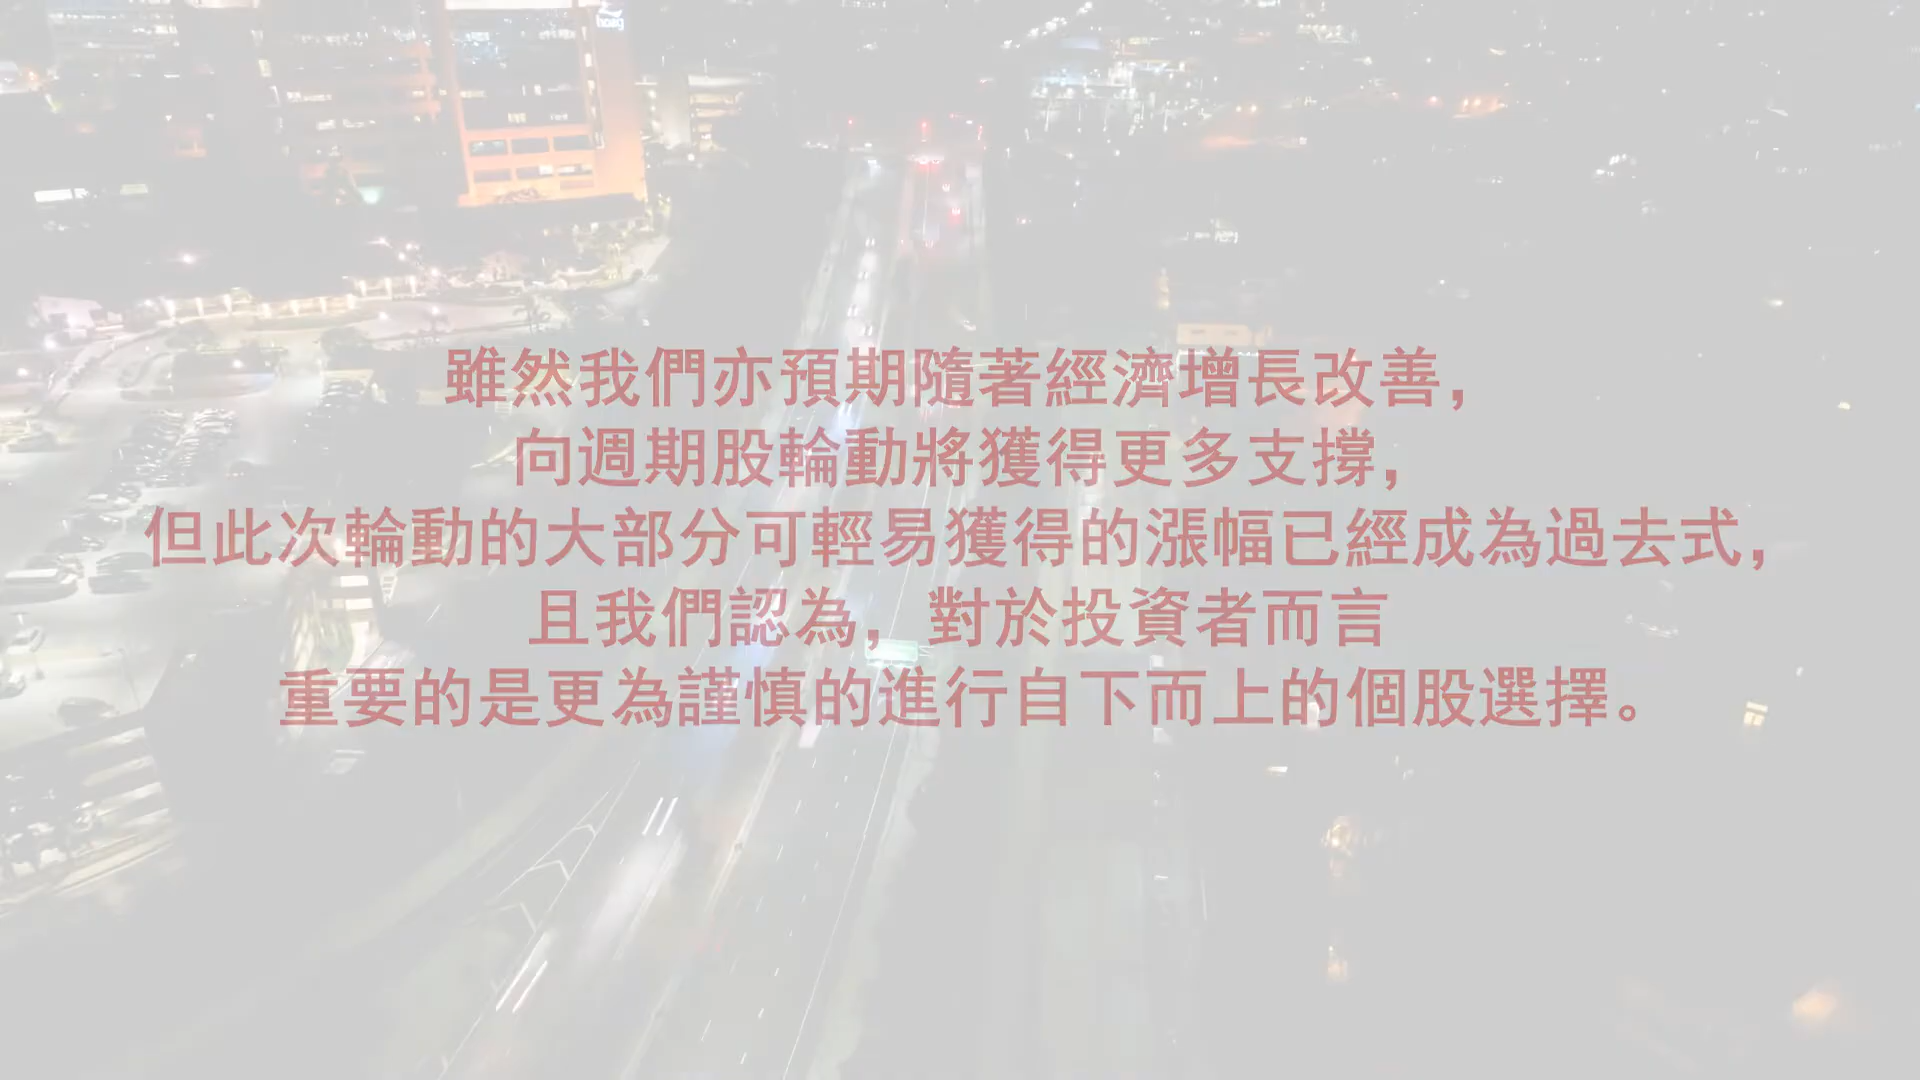 hoag
雖然我們亦預期隨著經濟增長改善，
向週期股輪動將獲得更多支撐，
但此次輪動的大部分可輕易獲得的漲幅已經成為過去式，
且我們認為，對於投資者而言
重要的是更為謹慎的進行自下而上的個股選擇。